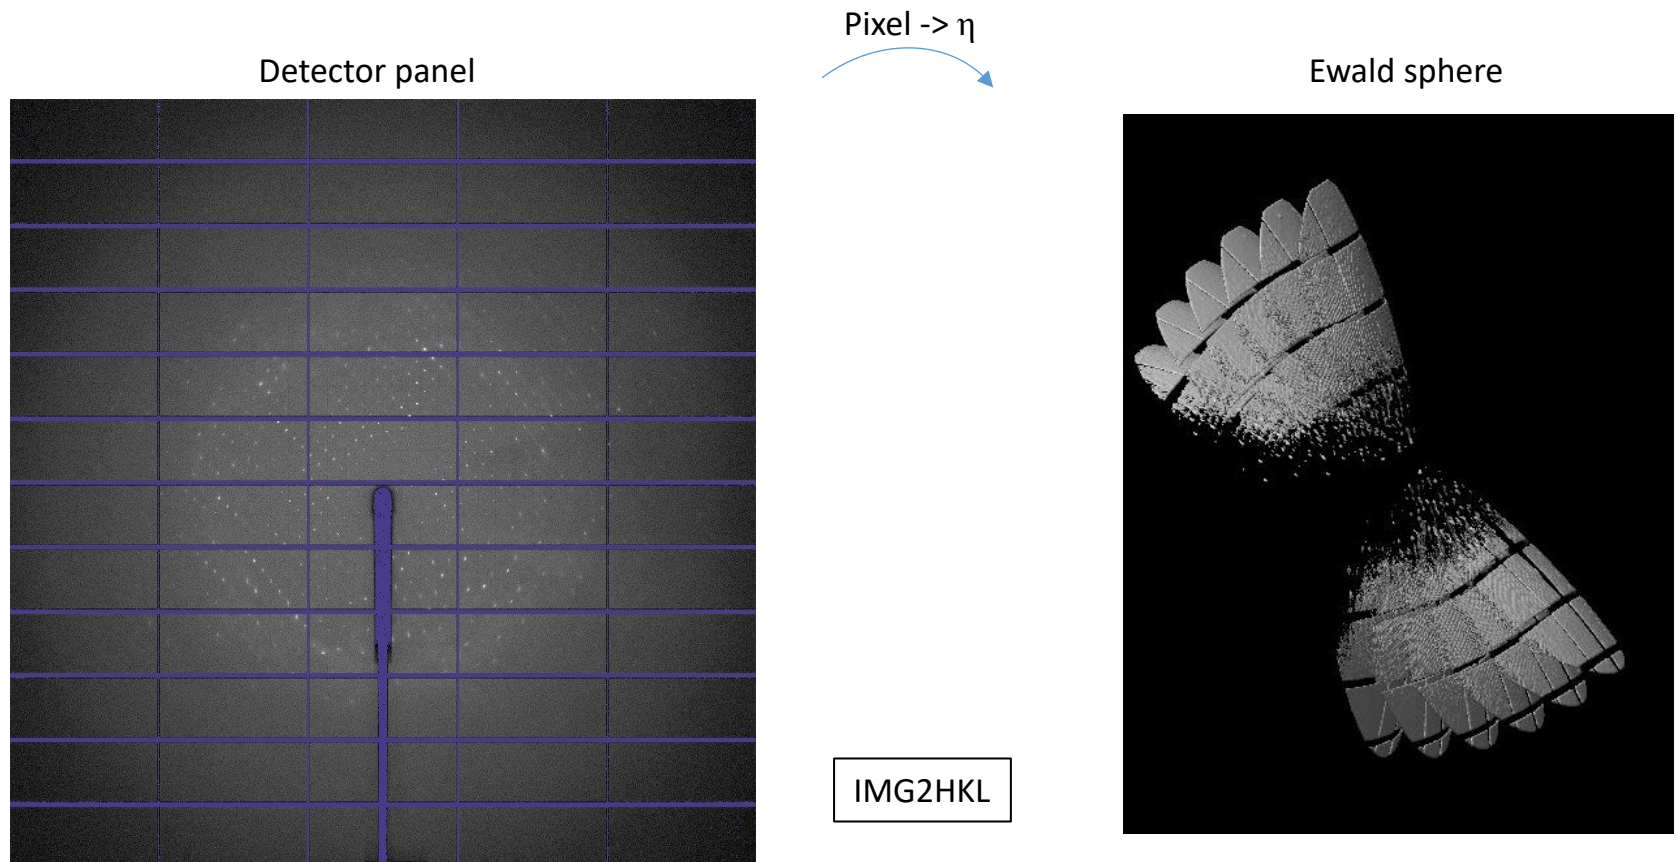 Pixel -> η
Detector panel
Ewald sphere
IMG2HKL